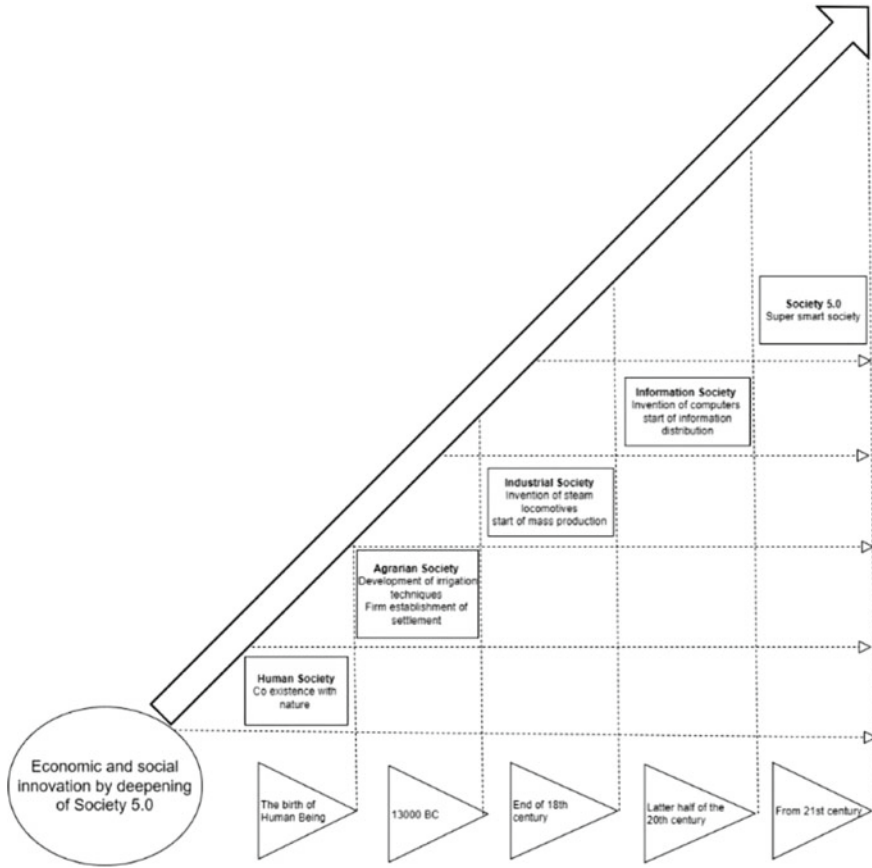 Society 5.0
Super smart society
Information Society
Invention of computers
start of information
distribution
Industrial Society
Invention of steam
locomotives
start of mass production
Agrarian Society
Development of irrigation
techniques
Firm establishment of
settlement
Human Society
Co existence with
nature
Economic and social
innovation by deepening
of Society 5.0
The birth of
Human Being
13000 BC
End of 18th
century
Latter half of the
20th century
From 21st century